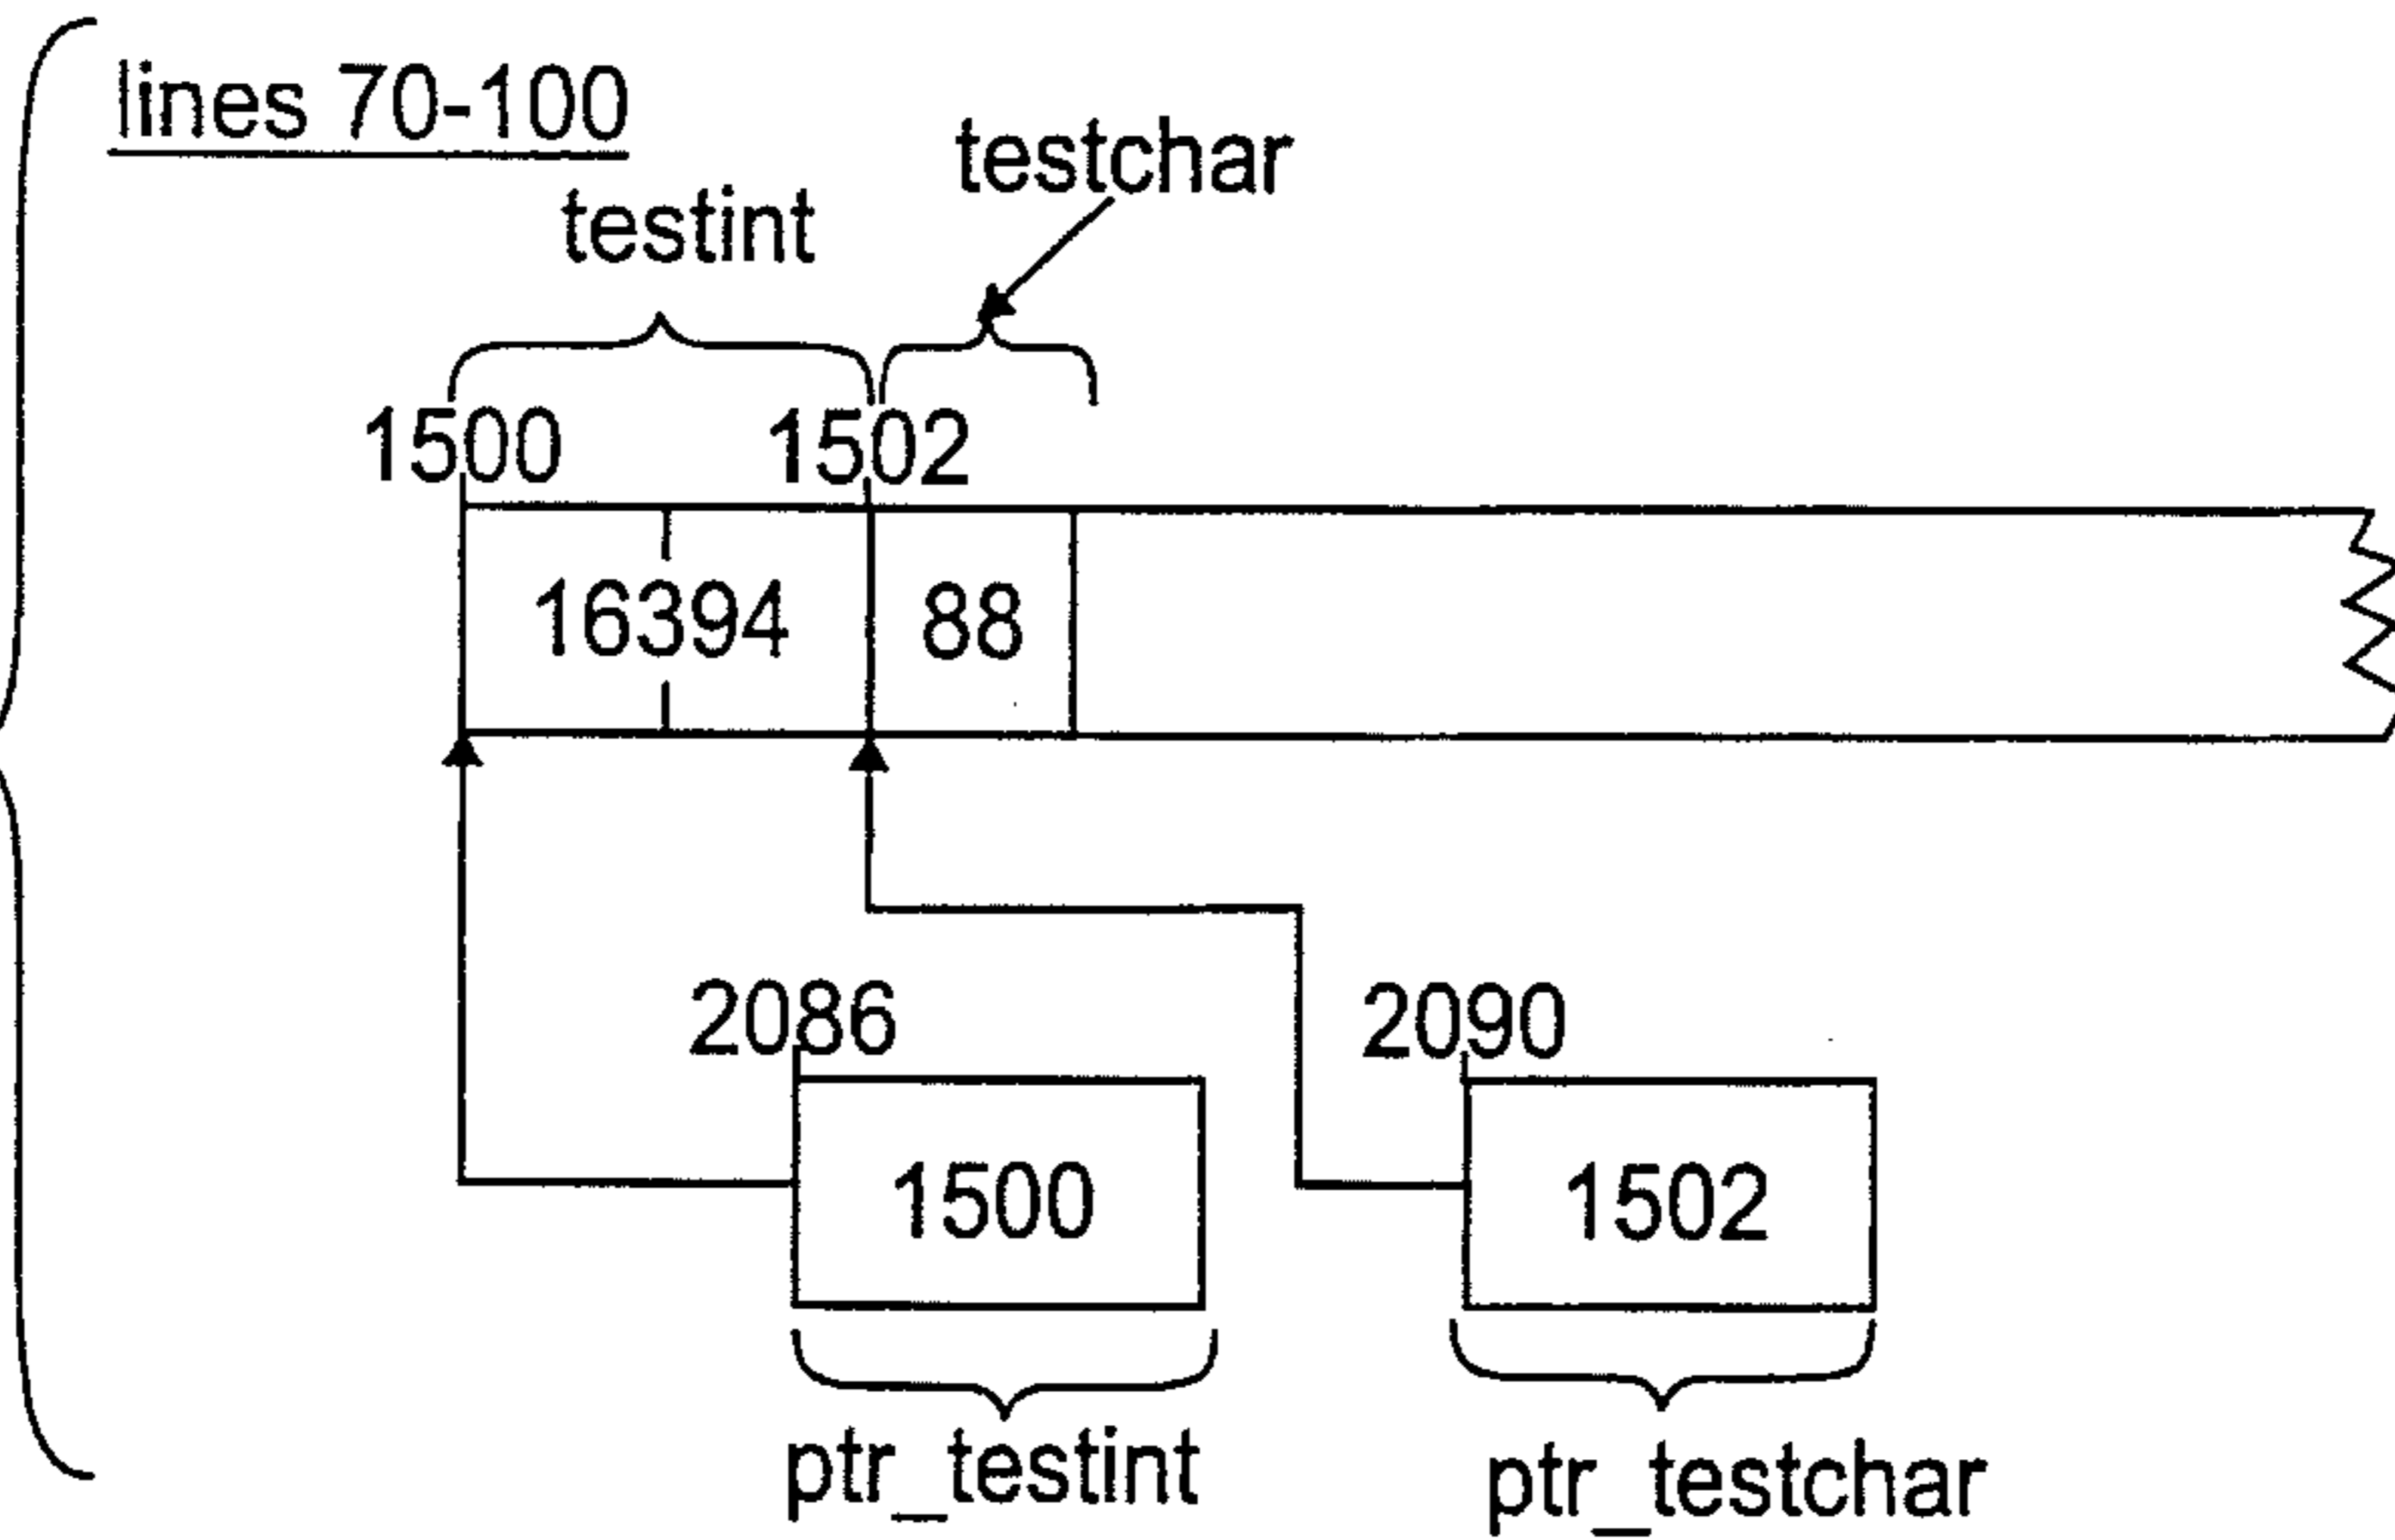 lines 70-100
testchar
testint
1500 1502
16394 88
2086 2090
1500 1502
ptr_testint ptr_testchar